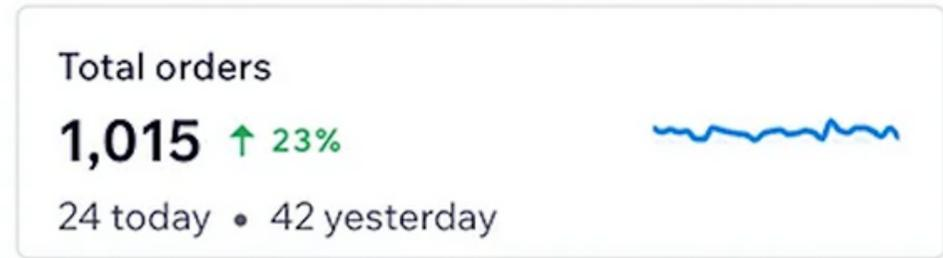 Total orders
1,015 ↑ 23%
24 today • 42 yesterday